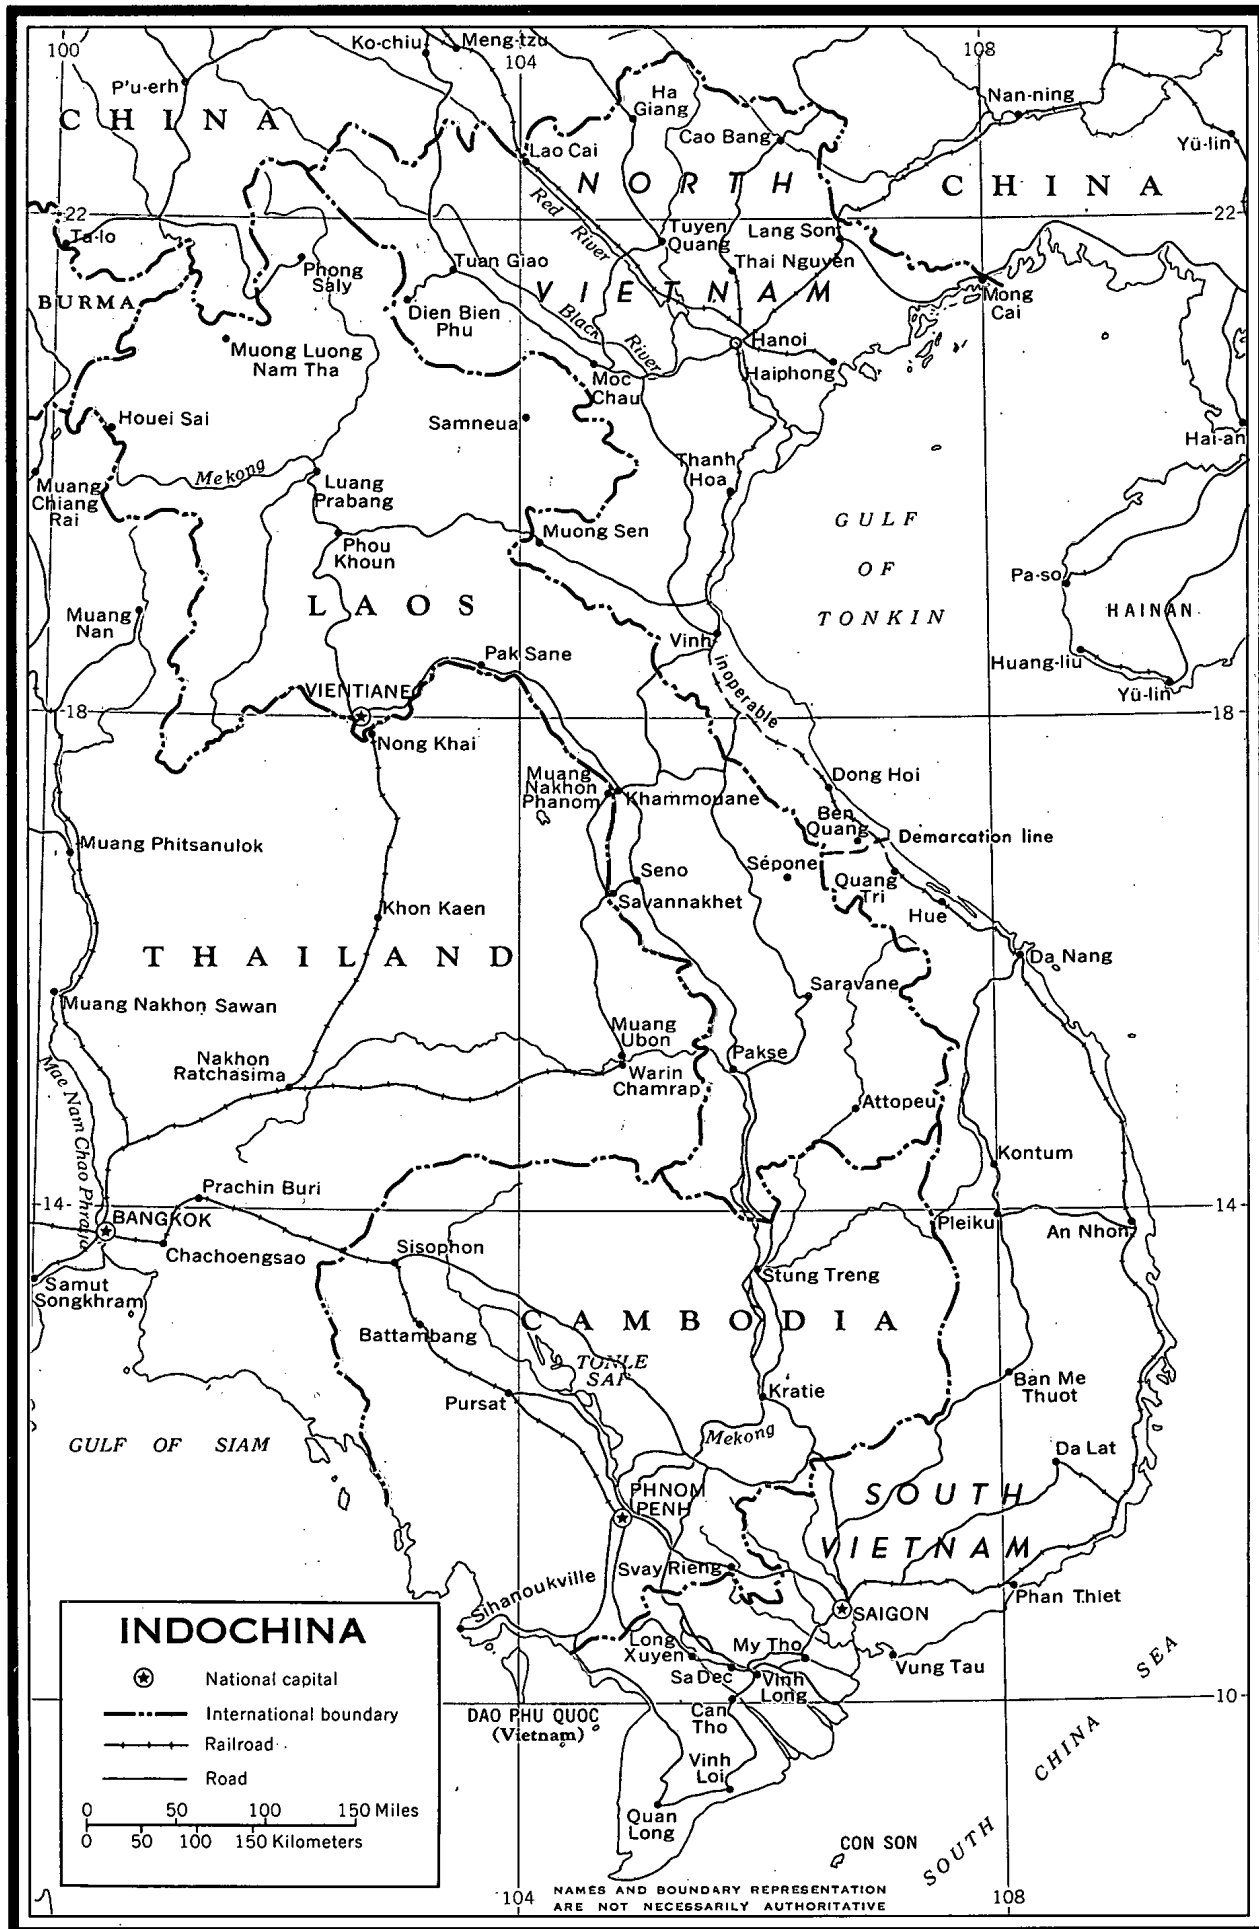 100
Ko-chiu
Meng-tzu
104
108
P'u-erh
CHINA
Ha
Giang
Cao Bang
Nan-ning
Yü-lin
Lao Cai
NORTH
CHINA
22
Red River
Tuyen
Quang
Lang Son
22
Ta-lo
Phong
Saly
Tuan Giao
Thai Nguyen
BURMA
VIETNAM
Dien Bien
Phu
Black River
Mong
Cai
Muong Luong
Nam Tha
Hanoi
Moc
Chau
Haiphong
Houei Sai
Samneua
Hai-an
Mekong
Thanh
Hoa
Muang
Chiang
Rai
Luang
Prabang
GULF
OF
TONKIN
Muong Sen
Phou
Khoun
Pa-so
LAOS
HAINAN
Muang
Nan
Vinh
Pak Sane
Huang-liu
Yü-lin
inoperable
VIENTIANE
18
18
Nong Khai
Muang
Nakhon
Phanom
Khammouane
Dong Hoi
Ben
Quang
Demarcation line
Muang Phitsanulok
Seno
Sépone
Quang
Tri
Savannakhet
Khon Kaen
Hue
THAILAND
Da Nang
Saravane
Muang Nakhon Sawan
Muang
Ubon
Pakse
Nakhon
Ratchasima
Warin
Chamrap
Mae Nam Chao Phraya
Attopeu
Kontum
Prachin Buri
14
14
BANGKOK
Pleiku
An Nhon
Chachoengsao
Sisophon
Samut
Songkhram
Stung Treng
CAMBODIA
Battambang
TONLE
SAP
Ban Me
Thuot
Pursat
Kratie
GULF OF SIAM
Mekong
Da Lat
PHNOM
PENH
SOUTH
VIETNAM
Svay Rieng
Sihanoukville
Phan Thiet
SAIGON
Long
Xuyen
My Tho
Vung Tau
Sa Dec
Vinh
Long
10
DAO PHU QUOC
(Vietnam)
Can
Tho
Vinh
Loi
Quan
Long
CON SON
SOUTH CHINA SEA
INDOCHINA
National capital
International boundary
Railroad
Road
0 50 100 150 Miles
0 50 100 150 Kilometers
104
NAMES AND BOUNDARY REPRESENTATION
ARE NOT NECESSARILY AUTHORITATIVE
108